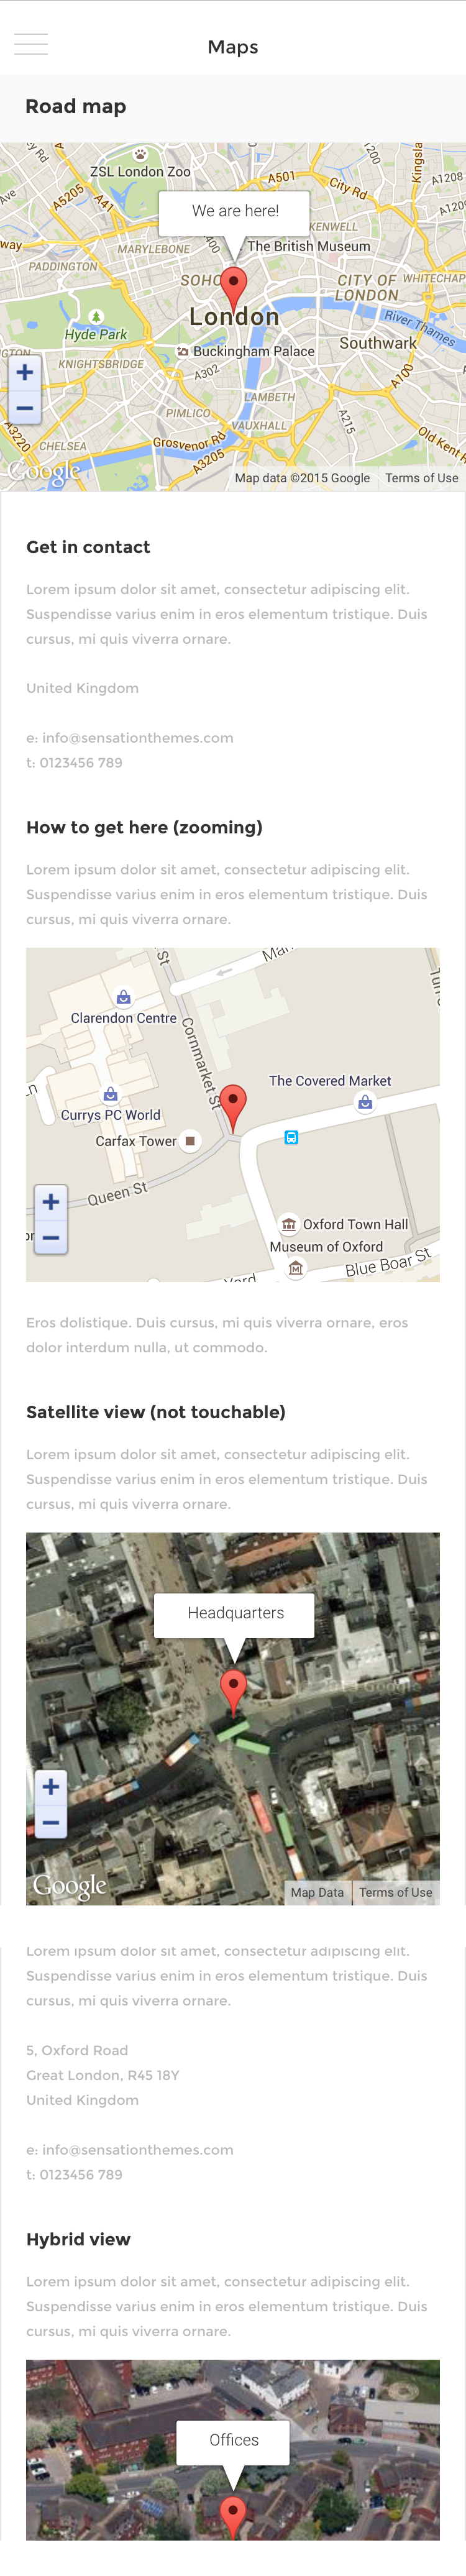 Maps
Road map
ZSL London Zoo
A501
City Rd
1200
Kingsla
A1208
A5205
A41
We are here!
MARYLEBONE
KENWELL
The British Museum
way
PADDINGTON
SOHO
CITY OF
LONDON
WHITECHAP
London
River Thames
Hyde Park
Southwark
Buckingham Palace
KNIGHTSBRIDGE
A302
A100
LAMBETH
PIMLICO
VAUXHALL
A215
A3220
CHELSEA
Grosvenor Rd
A3205
Old Kent R
+
−
Google
Map data ©2015 Google
Terms of Use
Get in contact
Lorem ipsum dolor sit amet, consectetur adipiscing elit.
Suspendisse varius enim in eros elementum tristique. Duis
cursus, mi quis viverra ornare.
United Kingdom
e: info@sensationthemes.com
t: 0123456 789
How to get here (zooming)
Lorem ipsum dolor sit amet, consectetur adipiscing elit.
Suspendisse varius enim in eros elementum tristique. Duis
cursus, mi quis viverra ornare.
St
Mar
Clarendon Centre
Cornmarket St
The Covered Market
Currys PC World
Carfax Tower
Queen St
+
−
Oxford Town Hall
Museum of Oxford
Blue Boar St
Eros dolistique. Duis cursus, mi quis viverra ornare, eros
dolor interdum nulla, ut commodo.
Satellite view (not touchable)
Lorem ipsum dolor sit amet, consectetur adipiscing elit.
Suspendisse varius enim in eros elementum tristique. Duis
cursus, mi quis viverra ornare.
Headquarters
+
−
Google
Map Data
Terms of Use
Lorem ipsum dolor sit amet, consectetur adipiscing elit.
Suspendisse varius enim in eros elementum tristique. Duis
cursus, mi quis viverra ornare.
5, Oxford Road
Great London, R45 18Y
United Kingdom
e: info@sensationthemes.com
t: 0123456 789
Hybrid view
Lorem ipsum dolor sit amet, consectetur adipiscing elit.
Suspendisse varius enim in eros elementum tristique. Duis
cursus, mi quis viverra ornare.
Offices